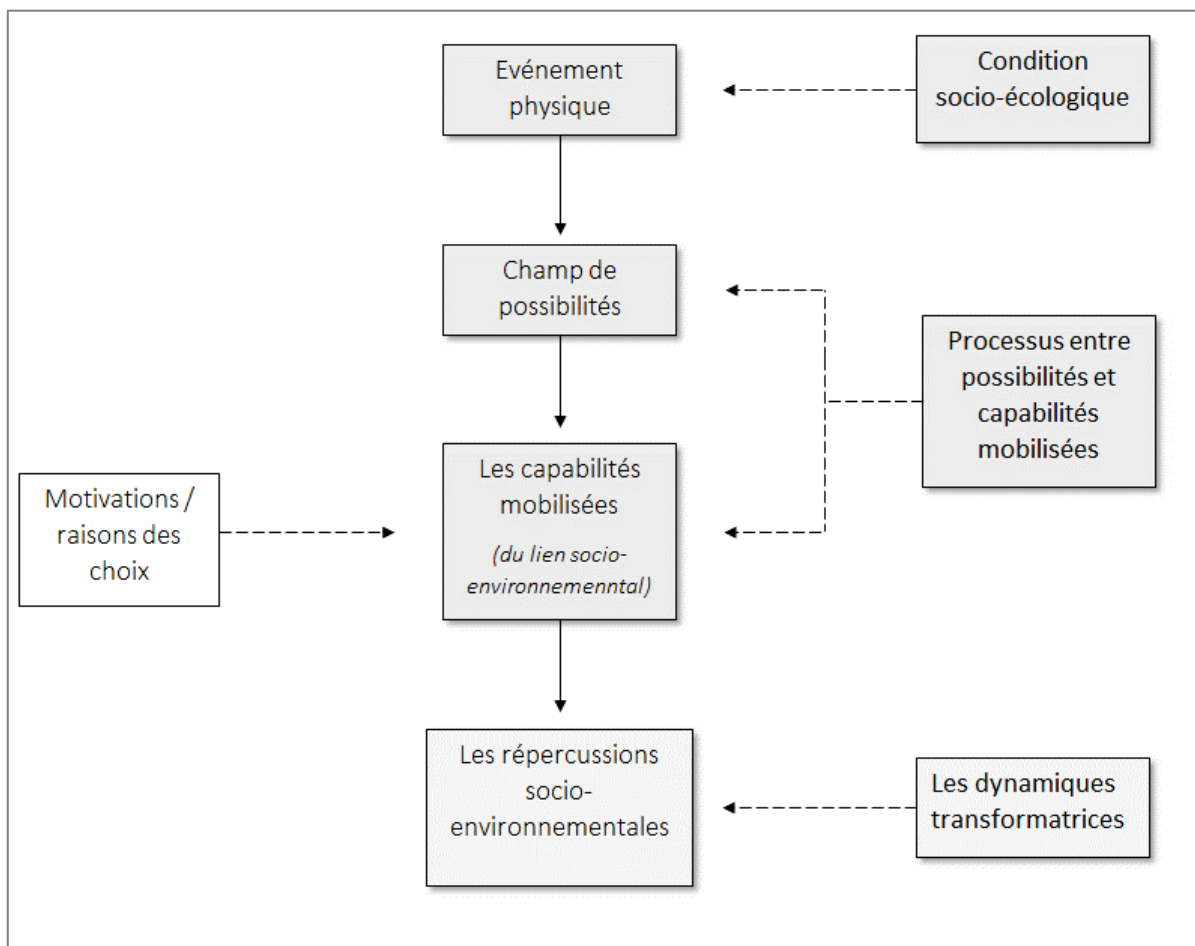 Evénement
physique
Condition
socio-écologique
Champ de
possibilités
Processus entre
possibilités et
capabilités
mobilisées
Les capabilités
mobilisées
(du lien socio-
environnemenntal)
Motivations /
raisons des
choix
Les répercussions
socio-
environnementales
Les dynamiques
transformatrices